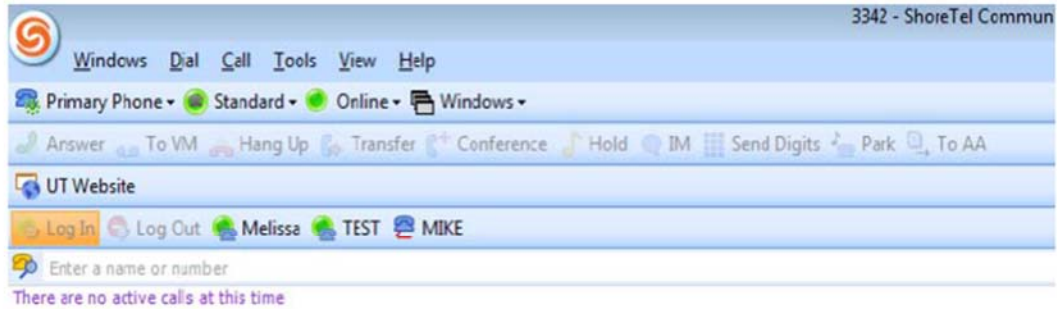 3342 - ShoreTel Commun
Windows Dial Call Tools View Help
Primary Phone Standard Online Windows
Answer To VM Hang Up Transfer Conference Hold IM Send Digits Park To AA
UT Website
Log In Log Out Melissa TEST MIKE
Enter a name or number
There are no active calls at this time